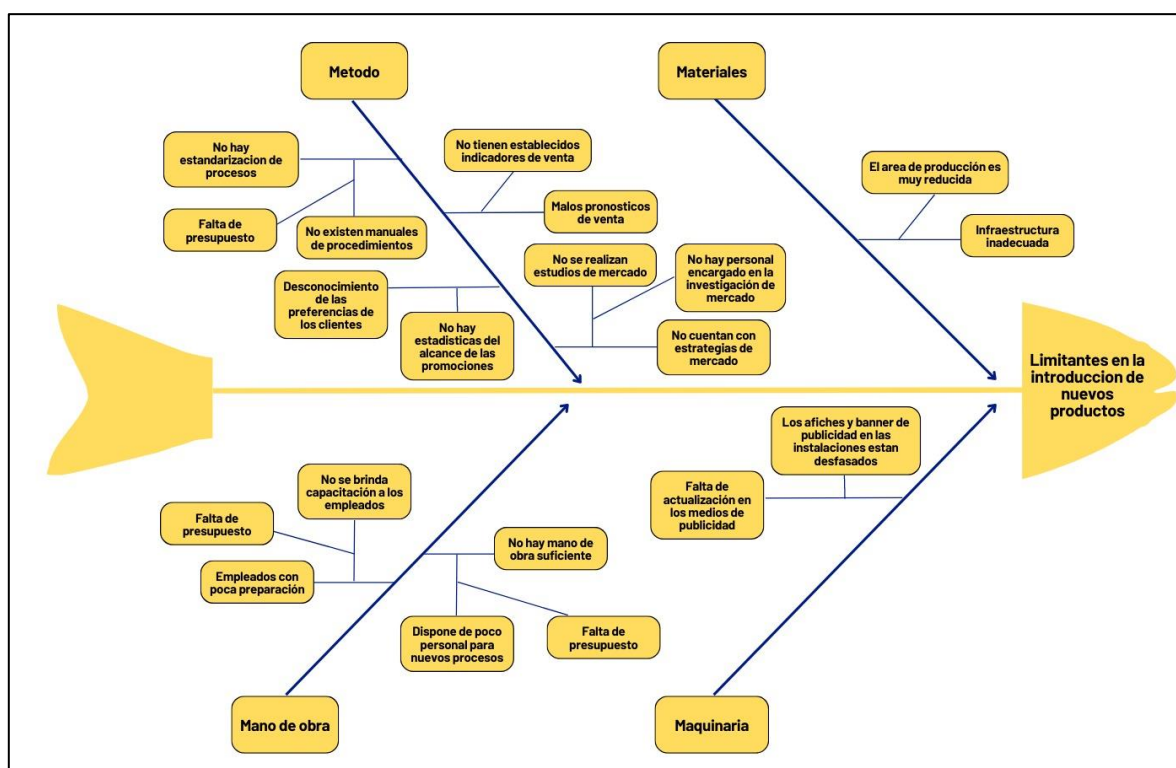 Metodo
Materiales
No hay
estandarizacion de
procesos
No tienen establecidos
indicadores de venta
Falta de
presupuesto
No existen manuales
de procedimientos
Malos pronosticos
de venta
Desconocimiento
de las
preferencias de
los clientes
No hay
estadisticas del
alcance de las
promociones
No se realizan
estudios de mercado
No hay personal
encargado en la
investigación de
mercado
No cuentan con
estrategias de
mercado
El area de producción es
muy reducida
Infraestructura
inadecuada
Limitantes en la
introduccion de
nuevos
productos
No se brinda
capacitación a los
empleados
Falta de
presupuesto
Empleados con
poca preparación
No hay mano de
obra suficiente
Dispone de poco
personal para
nuevos procesos
Falta de
presupuesto
Los afiches y banner de
publicidad en las
instalaciones estan
desfasados
Falta de
actualización en
los medios de
publicidad
Mano de obra
Maquinaria